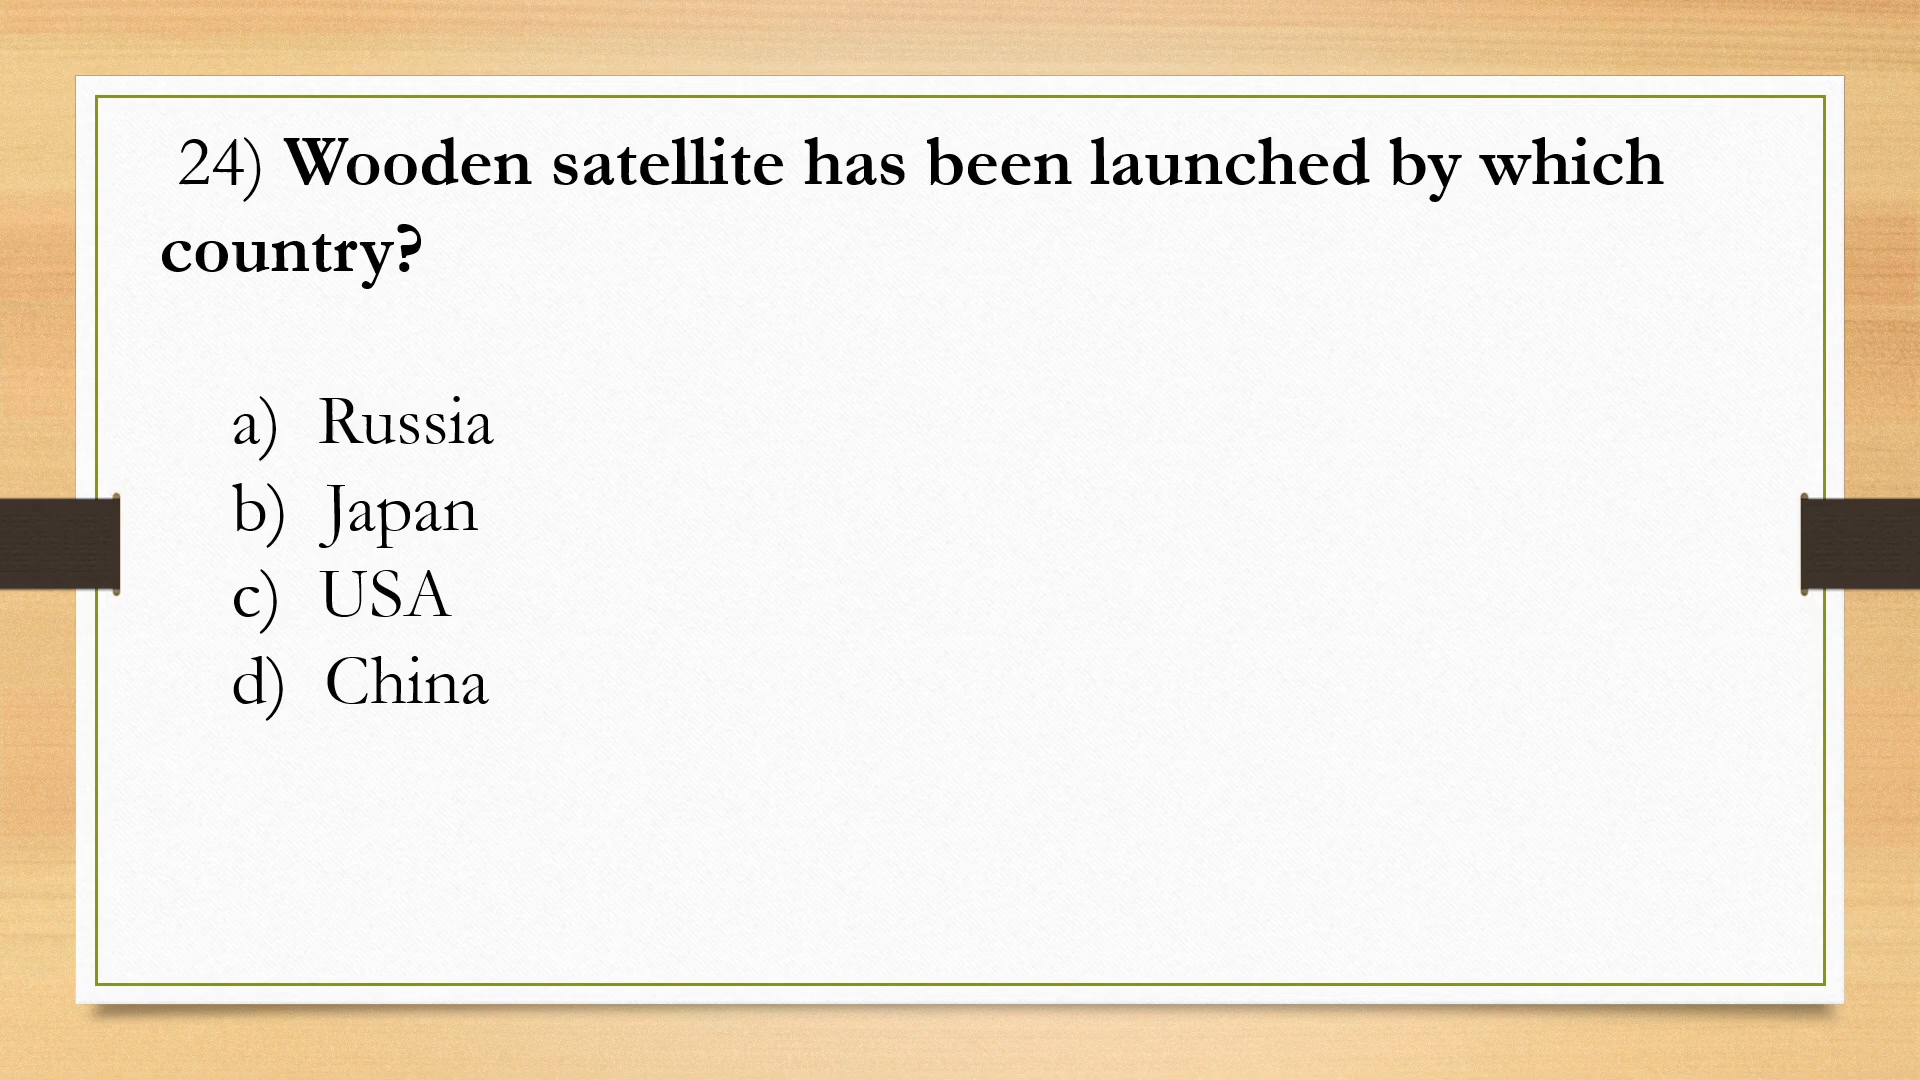 24) Wooden satellite has been launched by which
country?
a) Russia
b) Japan
c) USA
d) China